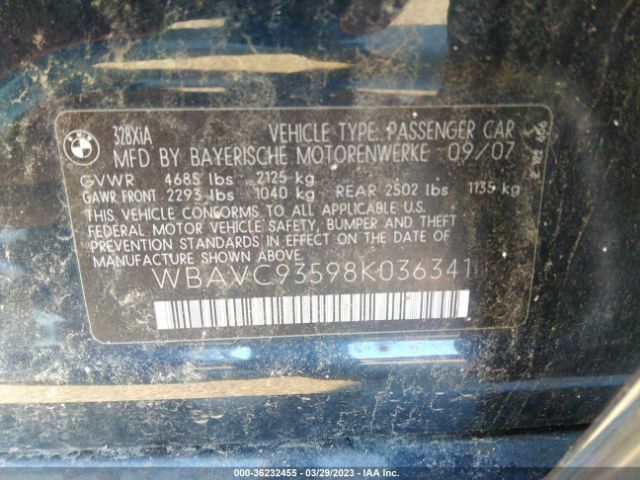 BMW
328XiA
VEHICLE TYPE: PASSENGER CAR
MFD BY BAYERISCHE MOTORENWERKE 09/07
GVWR 4685 lbs 2125 kg
GAWR FRONT 2293 lbs 1040 kg REAR 2502 lbs 1135 kg
THIS VEHICLE CONFORMS TO ALL APPLICABLE U.S.
FEDERAL MOTOR VEHICLE SAFETY, BUMPER AND THEFT
PREVENTION STANDARDS IN EFFECT ON THE DATE OF
MANUFACTURE SHOWN ABOVE.
WBAVC93598K036341
000-36232455 - 03/29/2023 - IAA Inc.